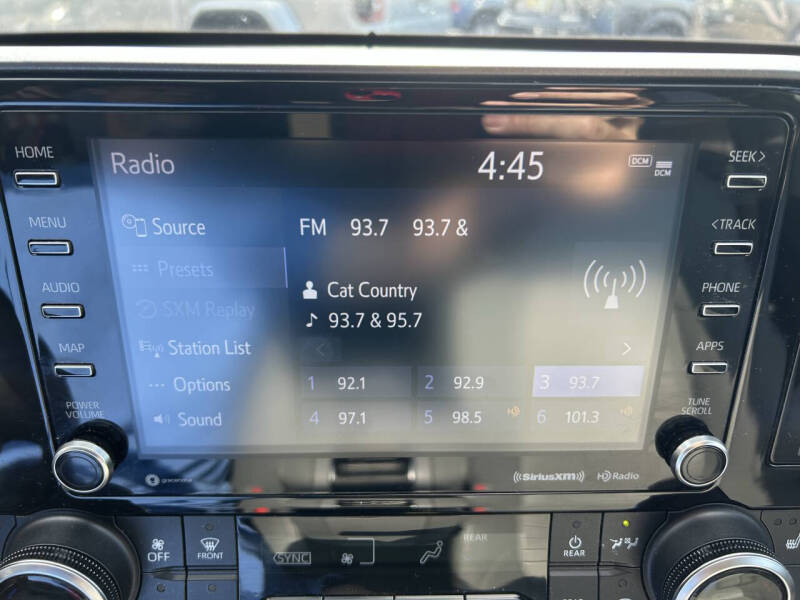 HOME
MENU
AUDIO
MAP
POWER
VOLUME
Radio
4:45
DCM
DCM
Source
Presets
SXM Replay
Station List
Options
Sound
FM 93.7 93.7 &
Cat Country
93.7 & 95.7
1 92.1
2 92.9
3 93.7
4 97.1
5 98.5
6 101.3
SEEK>
<TRACK
PHONE
APPS
TUNE
SCROLL
gracenote
((SiriusXM))
HD Radio
OFF
FRONT
SYNC
REAR
REAR